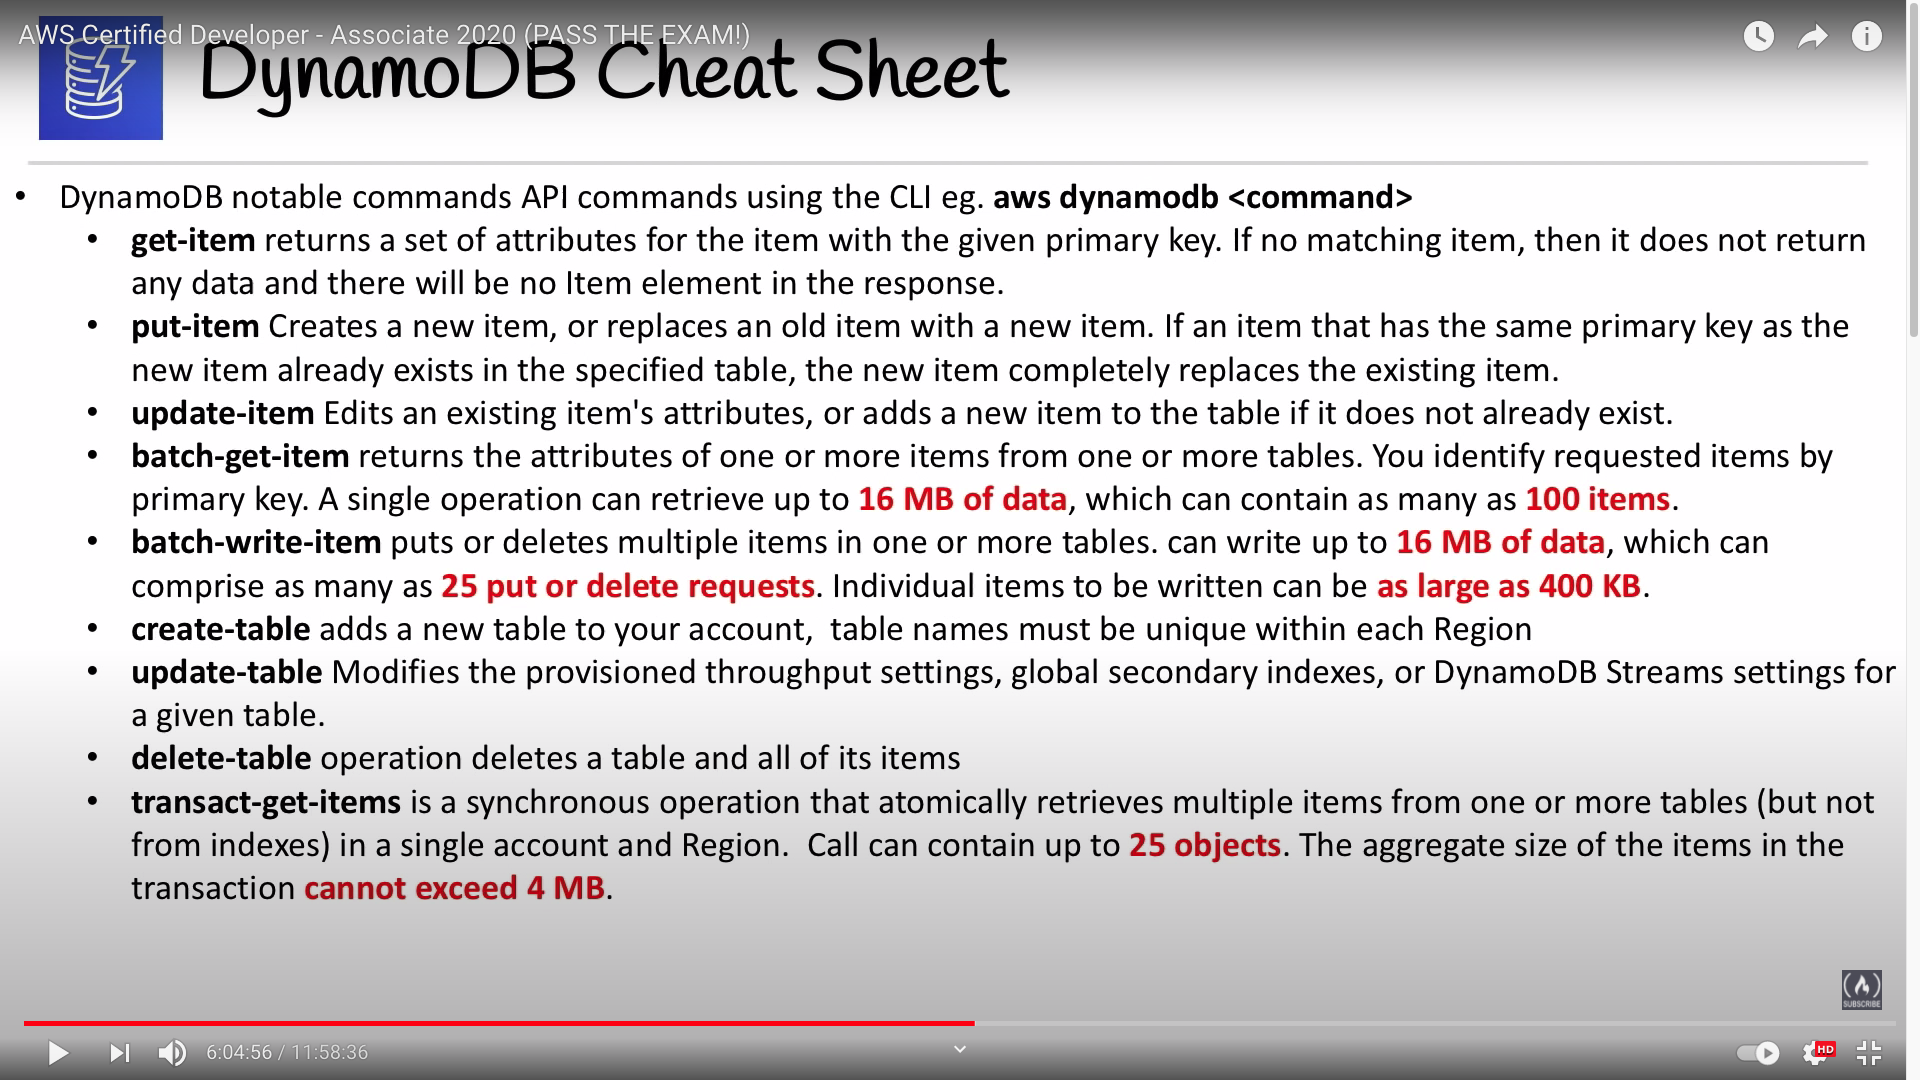 AWS Certified Developer - Associate 2020 (PASS THE EXAM!)
DynamoDB Cheat Sheet
• DynamoDB notable commands API commands using the CLI eg. aws dynamodb <command>
• get-item returns a set of attributes for the item with the given primary key. If no matching item, then it does not return
any data and there will be no Item element in the response.
• put-item Creates a new item, or replaces an old item with a new item. If an item that has the same primary key as the
new item already exists in the specified table, the new item completely replaces the existing item.
• update-item Edits an existing item's attributes, or adds a new item to the table if it does not already exist.
• batch-get-item returns the attributes of one or more items from one or more tables. You identify requested items by
primary key. A single operation can retrieve up to 16 MB of data, which can contain as many as 100 items.
• batch-write-item puts or deletes multiple items in one or more tables. can write up to 16 MB of data, which can
comprise as many as 25 put or delete requests. Individual items to be written can be as large as 400 KB.
• create-table adds a new table to your account,  table names must be unique within each Region
• update-table Modifies the provisioned throughput settings, global secondary indexes, or DynamoDB Streams settings for
a given table.
• delete-table operation deletes a table and all of its items
• transact-get-items is a synchronous operation that atomically retrieves multiple items from one or more tables (but not
from indexes) in a single account and Region.  Call can contain up to 25 objects. The aggregate size of the items in the
transaction cannot exceed 4 MB.
SUBSCRIBE
6:04:56 / 11:58:36
HD